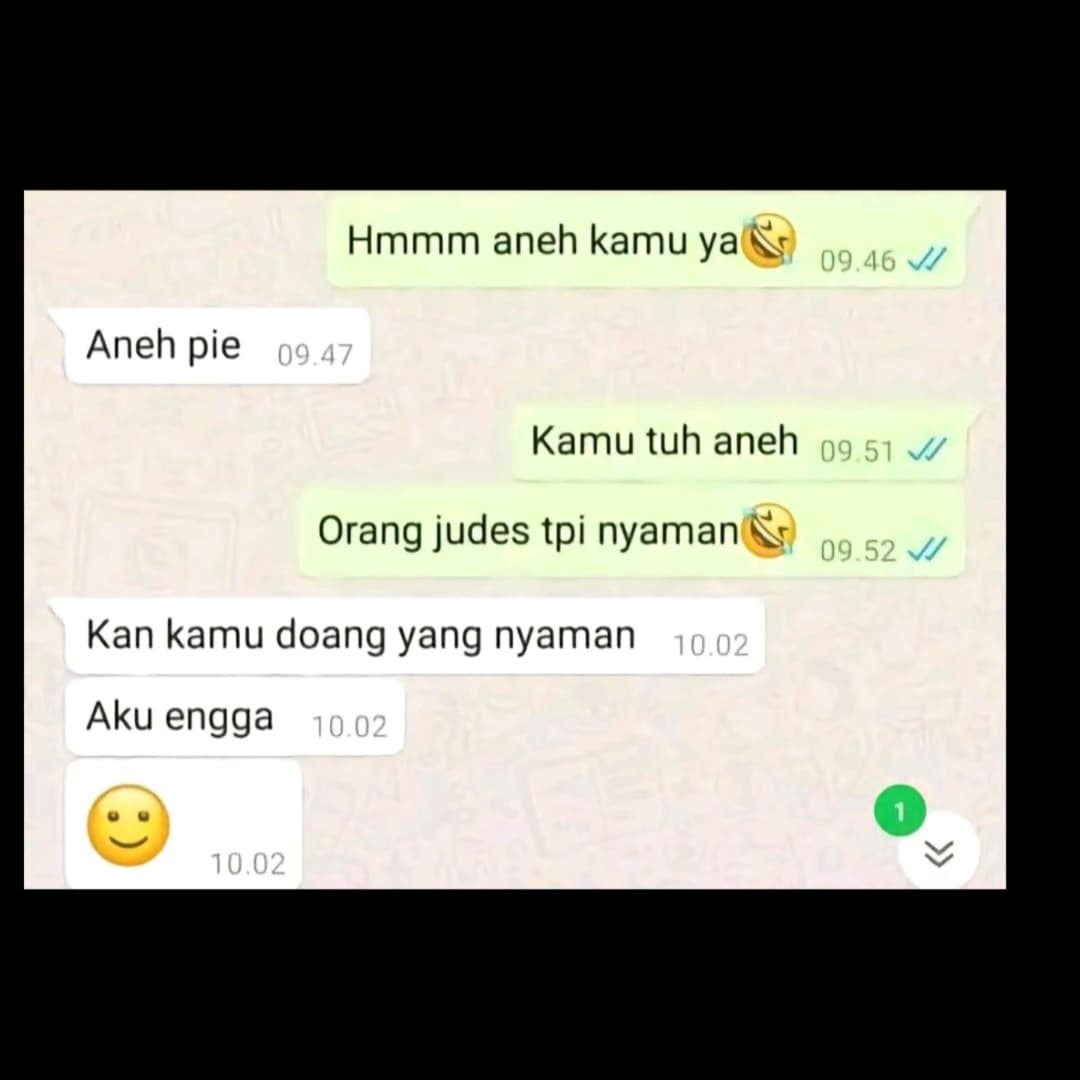 Hmmm aneh kamu ya🤣 09.46
Aneh pie 09.47
Kamu tuh aneh 09.51
Orang judes tpi nyaman🤣 09.52
Kan kamu doang yang nyaman 10.02
Aku engga 10.02
🙂 10.02
1